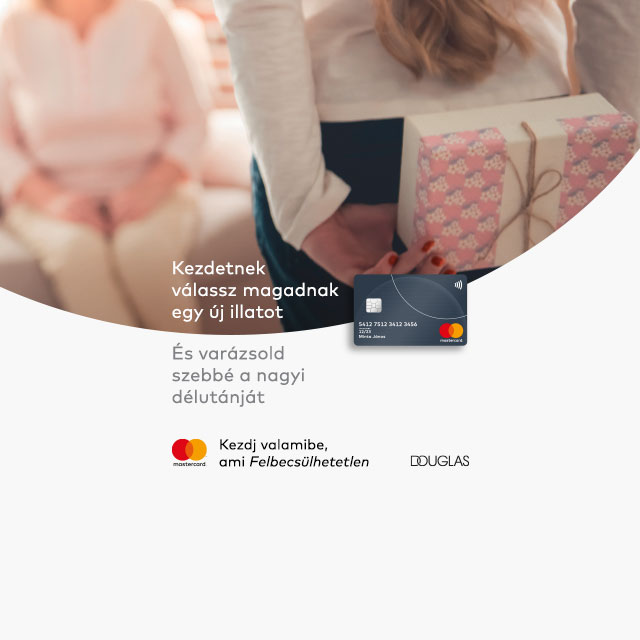 Kezdetnek
válassz magadnak
egy új illatot
5412 7512 3412 3456
12/23
Minta János
mastercard
És varázsold
szebbé a nagyi
délutánját
mastercard
Kezdj valamibe,
ami Felbecsülhetetlen
DOUGLAS